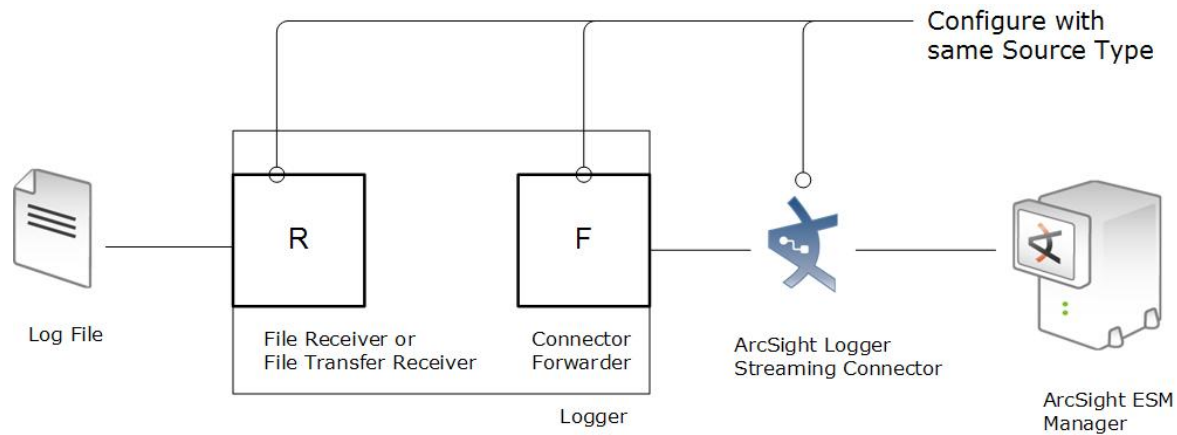 Configure with
same Source Type
R
F
Log File
File Receiver or
File Transfer Receiver
Connector
Forwarder
ArcSight Logger
Streaming Connector
Logger
ArcSight ESM
Manager